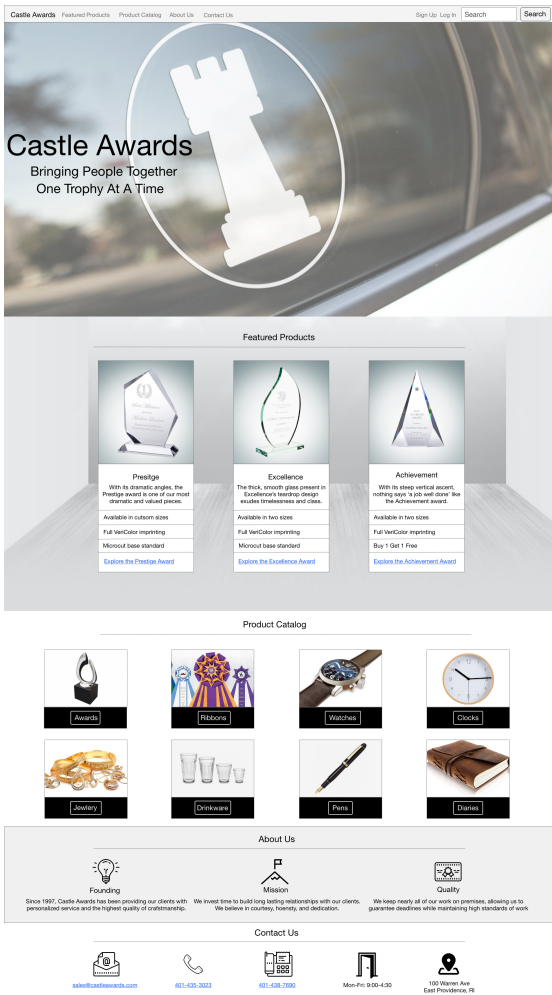 Castle Awards Featured Products Product Catalog About Us Contact Us Sign Up Log In Search Search
Castle Awards
Bringing People Together
One Trophy At A Time
Featured Products
Presitge
With its dramatic angles, the
Prestige award is one of our most
dramatic and valued pieces.
Available in cutsom sizes
Full VeriColor imprinting
Microcut base standard
Explore the Prestige Award
Excellence
The thick, smooth glass present in
Excellence's teardrop design
exudes timelessness and class.
Available in two sizes
Full VeriColor imprinting
Microcut base standard
Explore the Excellence Award
Achievement
With its steep vertical ascent,
nothing says 'a job well done' like
the Achievement award.
Available in two sizes
Full VeriColor imprinting
Buy 1 Get 1 Free
Explore the Achievement Award
Product Catalog
Awards
Ribbons
Watches
Clocks
Jewlery
Drinkware
Pens
Diaries
About Us
Founding
Since 1997, Castle Awards has been providing our clients with
personalized service and the highest quality of crafstmanship.
Mission
We invest time to build long lasting relationships with our clients.
We believe in courtesy, hoensty, and dedication.
Quality
We keep nearly all of our work on premises, allowing us to
guarantee deadlines while maintaining high standards of work
Contact Us
sales@castleawards.com
401-435-3023
401-438-7690
Mon-Fri: 9:00-4:30
100 Warren Ave
East Providence, RI